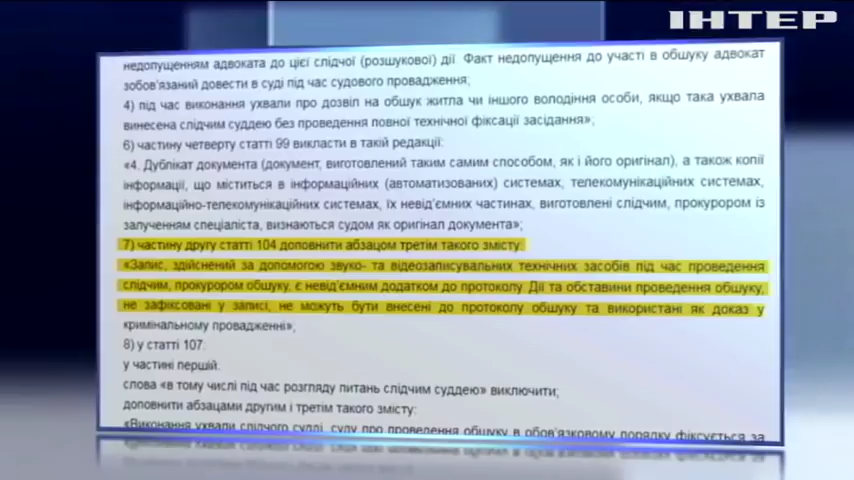 ІНТЕР
недопущенням адвоката до цієї слідчої (розшукової) дії. Факт недопущення до участі в обшуку адвокат
зобов'язаний довести в суді під час судового провадження;
4) під час виконання ухвали про дозвіл на обшук житла чи іншого володіння особи, якщо така ухвала
винесена слідчим суддею без проведення повної технічної фіксації засідання»;
6) частину четверту статті 99 викласти в такій редакції:
«4. Дублікат документа (документ, виготовлений таким самим способом, як і його оригінал), а також копії
інформації, що міститься в інформаційних (автоматизованих) системах, телекомунікаційних системах,
інформаційно-телекомунікаційних системах, їх невід'ємних частинах, виготовлені слідчим, прокурором із
залученням спеціаліста, визнаються судом як оригінал документа»;
7) частину другу статті 104 доповнити абзацом третім такого змісту:
«Запис, здійснений за допомогою звуко- та відеозаписувальних технічних засобів під час проведення
слідчим, прокурором обшуку, є невід'ємним додатком до протоколу. Дії та обставини проведення обшуку,
не зафіксовані у записі, не можуть бути внесені до протоколу обшуку та використані як доказ у
кримінальному провадженні»;
8) у статті 107:
у частині першій:
слова «в тому числі під час розгляду питань слідчим суддею» виключити;
доповнити абзацами другим і третім такого змісту:
«Виконання ухвали слідчого судді, суду про проведення обшуку в обов'язковому порядку фіксується за